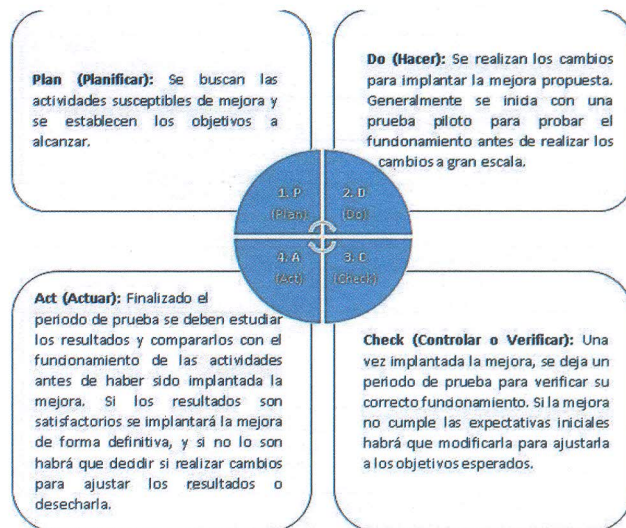 Plan (Planificar): Se buscan las
actividades susceptibles de mejora y
se establecen los objetivos a
alcanzar.
Do (Hacer): Se realizan los cambios
para implantar la mejora propuesta.
Generalmente se inicia con una
prueba piloto para probar el
funcionamiento antes de realizar los
cambios a gran escala.
1. P
(Plan)
2. D
(Do)
4. A
(Act)
3. C
(Check)
Act (Actuar): Finalizado el
periodo de prueba se deben estudiar
los resultados y compararlos con el
funcionamiento de las actividades
antes de haber sido implantada la
mejora. Si los resultados son
satisfactorios se implantará la mejora
de forma definitiva, y si no lo son
habrá que decidir si realizar cambios
para ajustar los resultados o
desecharla.
Check (Controlar o Verificar): Una
vez implantada la mejora, se deja un
periodo de prueba para verificar su
correcto funcionamiento. Si la mejora
no cumple las expectativas iniciales
habrá que modificarla para ajustarla
a los objetivos esperados.